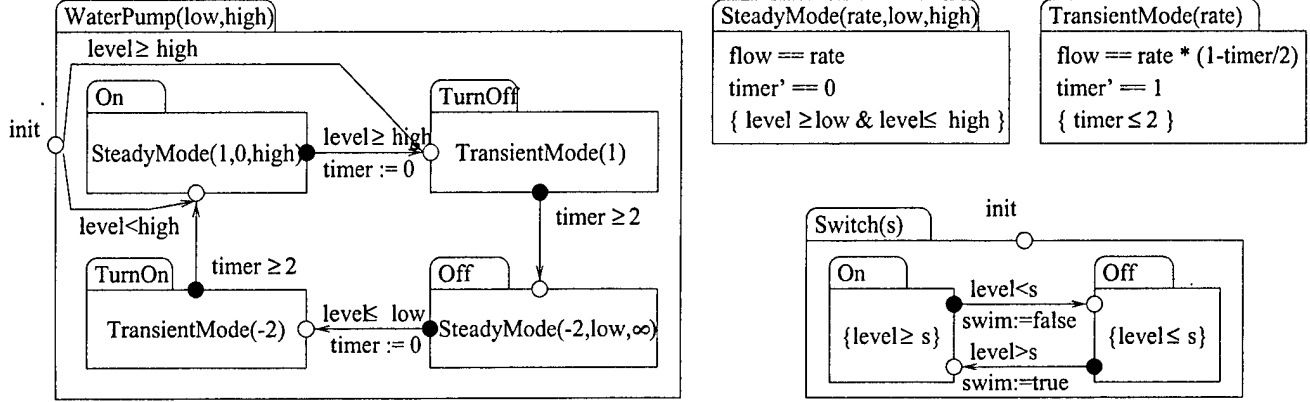 WaterPump(low,high)
level≥ high
init
On
SteadyMode(1,0,high)
level≥ high
timer := 0
TurnOff
TransientMode(1)
level<high
timer ≥2
timer ≥2
TurnOn
TransientMode(-2)
level≤ low
timer := 0
Off
SteadyMode(-2,low,∞)
SteadyMode(rate,low,high)
flow == rate
timer' == 0
{ level ≥low & level≤ high }
TransientMode(rate)
flow == rate * (1-timer/2)
timer' == 1
{ timer ≤ 2 }
init
Switch(s)
On
{level≥ s}
level<s
swim:=false
level>s
swim:=true
Off
{level≤ s}